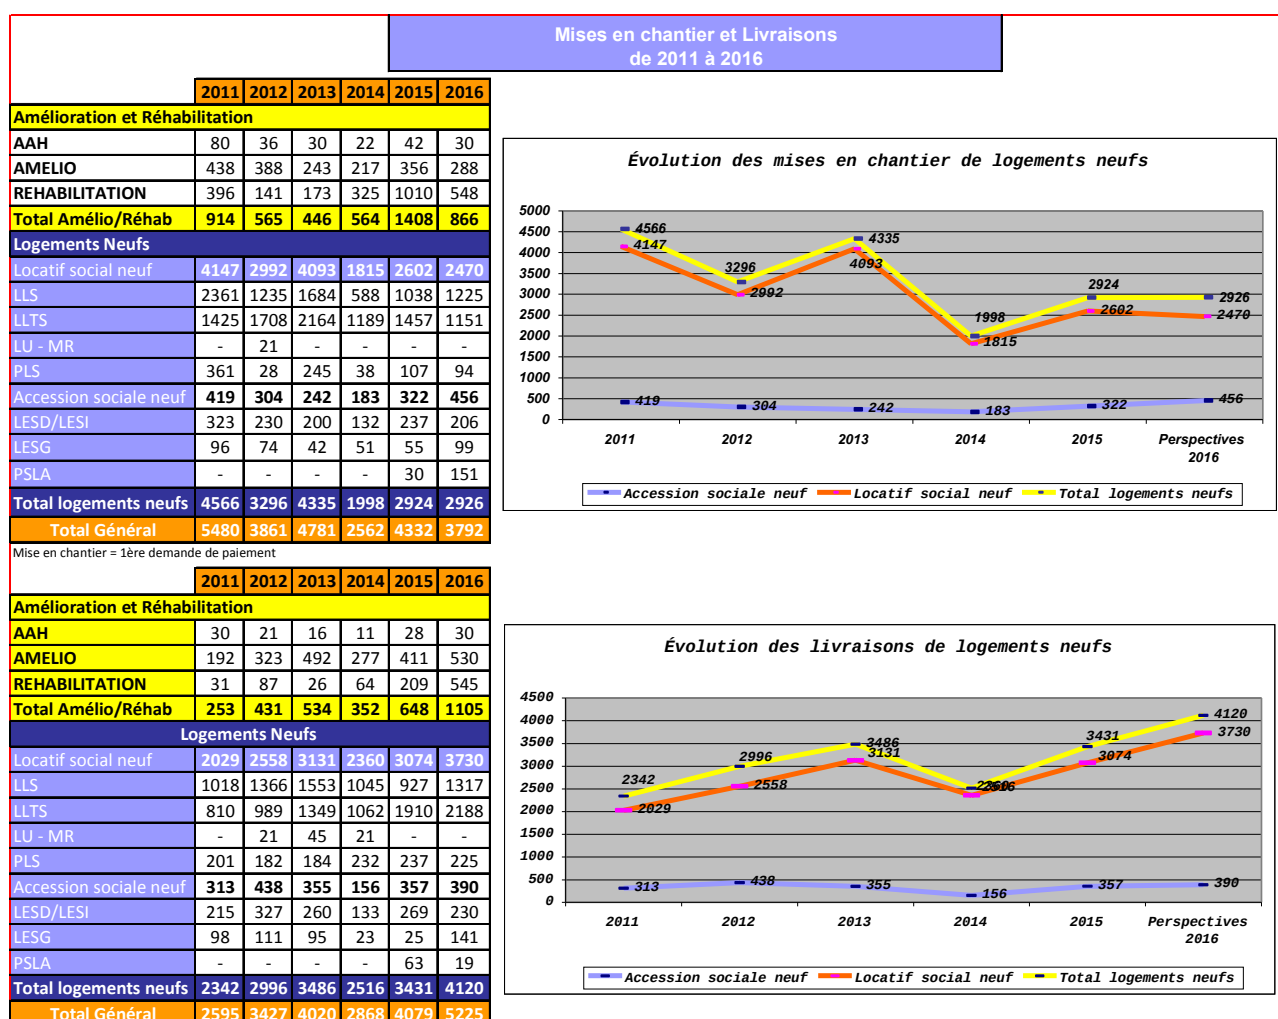 Mises en chantier et Livraisons
de 2011 à 2016
2011 2012 2013 2014 2015 2016
Amélioration et Réhabilitation
AAH 80 36 30 22 42 30
AMELIO 438 388 243 217 356 288
REHABILITATION 396 141 173 325 1010 548
Total Amélio/Réhab 914 565 446 564 1408 866
Logements Neufs
Locatif social neuf 4147 2992 4093 1815 2602 2470
LLS 2361 1235 1684 588 1038 1225
LLTS 1425 1708 2164 1189 1457 1151
LU - MR - 21 - - - -
PLS 361 28 245 38 107 94
Accession sociale neuf 419 304 242 183 322 456
LESD/LESI 323 230 200 132 237 206
LESG 96 74 42 51 55 99
PSLA - - - - 30 151
Total logements neufs 4566 3296 4335 1998 2924 2926
Total Général 5480 3861 4781 2562 4332 3792
Mise en chantier = 1ère demande de paiement
Évolution des mises en chantier de logements neufs
5000
4500
4000
3500
3000
2500
2000
1500
1000
500
0
4566 3296 4335 1998 2924 2926
4147 2992 4093 1815 2602 2470
419 304 242 183 322 456
2011 2012 2013 2014 2015 Perspectives
2016
Accession sociale neuf Locatif social neuf Total logements neufs
2011 2012 2013 2014 2015 2016
Amélioration et Réhabilitation
AAH 30 21 16 11 28 30
AMELIO 192 323 492 277 411 530
REHABILITATION 31 87 26 64 209 545
Total Amélio/Réhab 253 431 534 352 648 1105
Logements Neufs
Locatif social neuf 2029 2558 3131 2360 3074 3730
LLS 1018 1366 1553 1045 927 1317
LLTS 810 989 1349 1062 1910 2188
LU - MR - 21 45 21 - -
PLS 201 182 184 232 237 225
Accession sociale neuf 313 438 355 156 357 390
LESD/LESI 215 327 260 133 269 230
LESG 98 111 95 23 25 141
PSLA - - - - 63 19
Total logements neufs 2342 2996 3486 2516 3431 4120
Total Général 2595 3427 4020 2868 4079 5225
Évolution des livraisons de logements neufs
4500
4000
3500
3000
2500
2000
1500
1000
500
0
2342 2996 3486 2516 3431 4120
2029 2558 3131 2360 3074 3730
313 438 355 156 357 390
2011 2012 2013 2014 2015 Perspectives
2016
Accession sociale neuf Locatif social neuf Total logements neufs